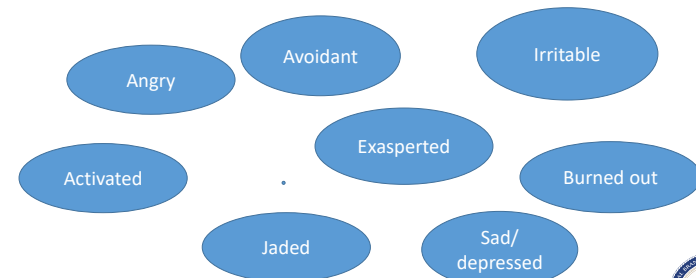 Avoidant
Irritable
Angry
Exasperted
Activated
Burned out
Jaded
Sad/
depressed